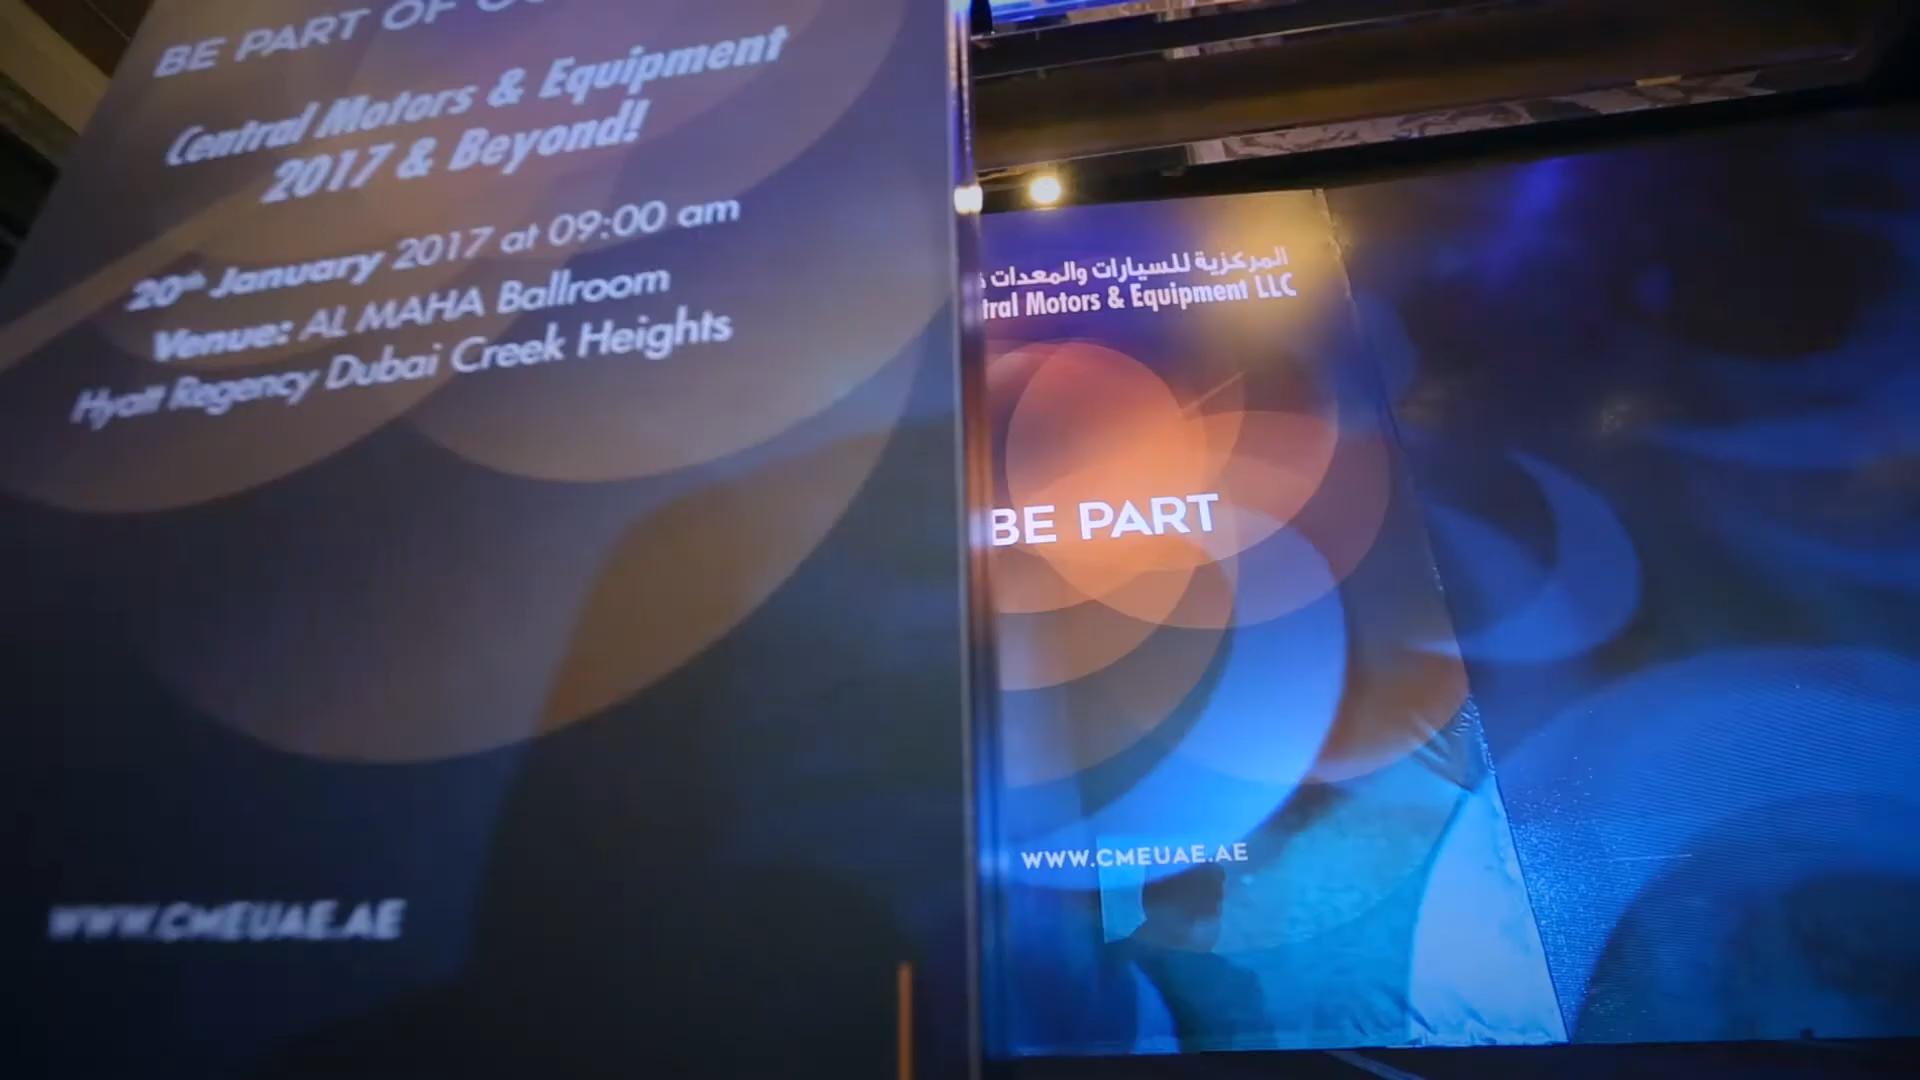 BE PART OF
Central Motors & Equipment
2017 & Beyond!
20th January 2017 at 09:00 am
Venue: AL MAHA Ballroom
Hyatt Regency Dubai Creek Heights
WWW.CMEUAE.AE
المركزية للسيارات والمعدات
tral Motors & Equipment LLC
BE PART
WWW.CMEUAE.AE